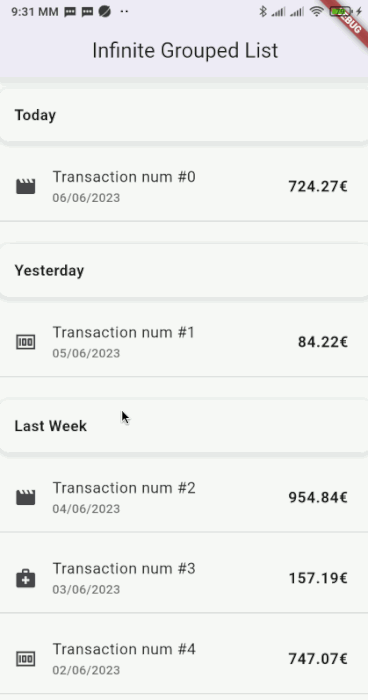 9:31 MM
DEBUG
Infinite Grouped List
Today
Transaction num #0
06/06/2023
724.27€
Yesterday
Transaction num #1
05/06/2023
84.22€
Last Week
Transaction num #2
04/06/2023
954.84€
Transaction num #3
03/06/2023
157.19€
Transaction num #4
02/06/2023
747.07€